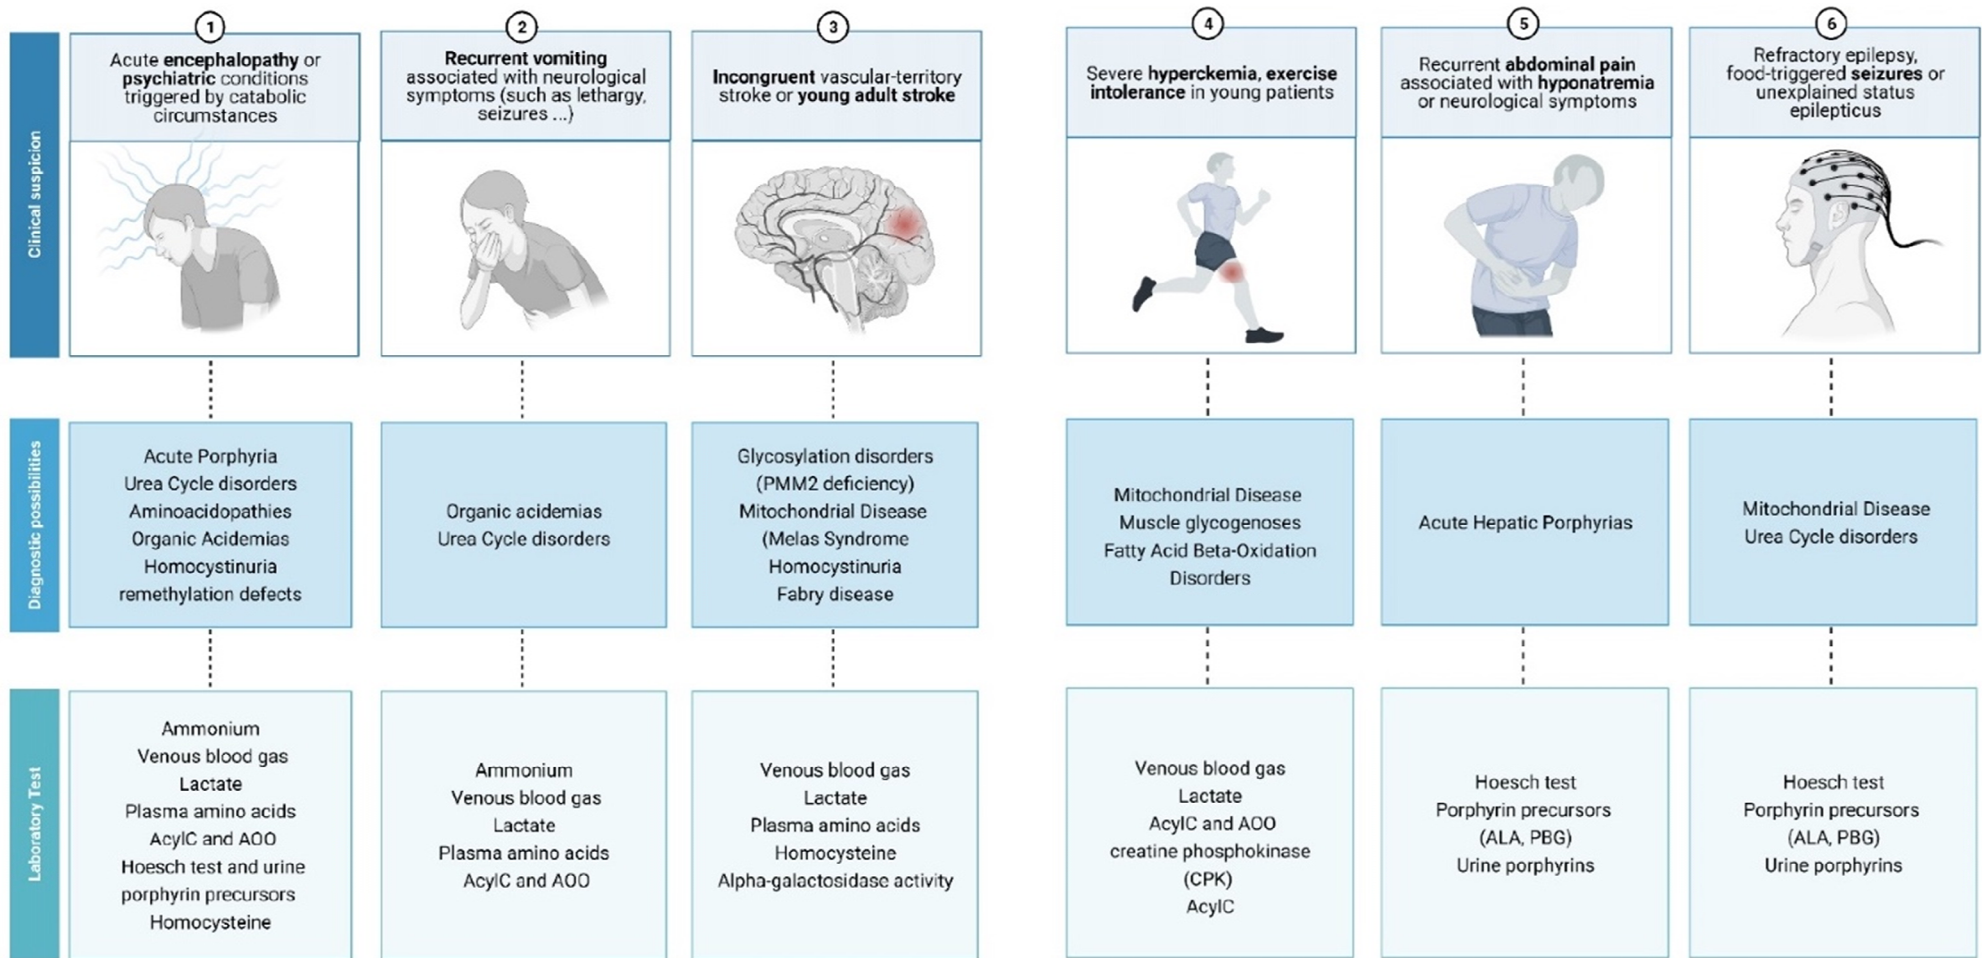 1
Acute encephalopathy or
psychiatric conditions
triggered by catabolic
circumstances
2
Recurrent vomiting
associated with neurological
symptoms (such as lethargy,
seizures ...)
3
Incongruent vascular-territory
stroke or young adult stroke
4
Severe hyperckemia, exercise
intolerance in young patients
5
Recurrent abdominal pain
associated with hyponatremia
or neurological symptoms
6
Refractory epilepsy,
food-triggered seizures or
unexplained status
epilepticus
Clinical suspicion
Diagnostic possibilities
Acute Porphyria
Urea Cycle disorders
Aminoacidopathies
Organic Acidemias
Homocystinuria
remethylation defects
Organic acidemias
Urea Cycle disorders
Glycosylation disorders
(PMM2 deficiency)
Mitochondrial Disease
(Melas Syndrome
Homocystinuria
Fabry disease
Mitochondrial Disease
Muscle glycogenoses
Fatty Acid Beta-Oxidation
Disorders
Acute Hepatic Porphyrias
Mitochondrial Disease
Urea Cycle disorders
Laboratory Test
Ammonium
Venous blood gas
Lactate
Plasma amino acids
AcylC and AOO
Hoesch test and urine
porphyrin precursors
Homocysteine
Ammonium
Venous blood gas
Lactate
Plasma amino acids
AcylC and AOO
Venous blood gas
Lactate
Plasma amino acids
Homocysteine
Alpha-galactosidase activity
Venous blood gas
Lactate
AcylC and AOO
creatine phosphokinase
(CPK)
AcylC
Hoesch test
Porphyrin precursors
(ALA, PBG)
Urine porphyrins
Hoesch test
Porphyrin precursors
(ALA, PBG)
Urine porphyrins